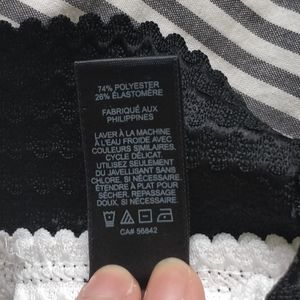 74% POLYESTER
26% ÉLASTOMÈRE
FABRIQUÉ AUX
PHILIPPINES
LAVER À LA MACHINE
À L'EAU FROIDE AVEC
COULEURS SIMILAIRES.
CYCLE DÉLICAT.
UTILISEZ SEULEMENT
DU JAVELLISANT SANS
CHLORE, SI NÉCESSAIRE.
ÉTENDRE À PLAT POUR
SÉCHER, REPASSAGE
DOUX, SI NÉCESSAIRE.
CA# 56842